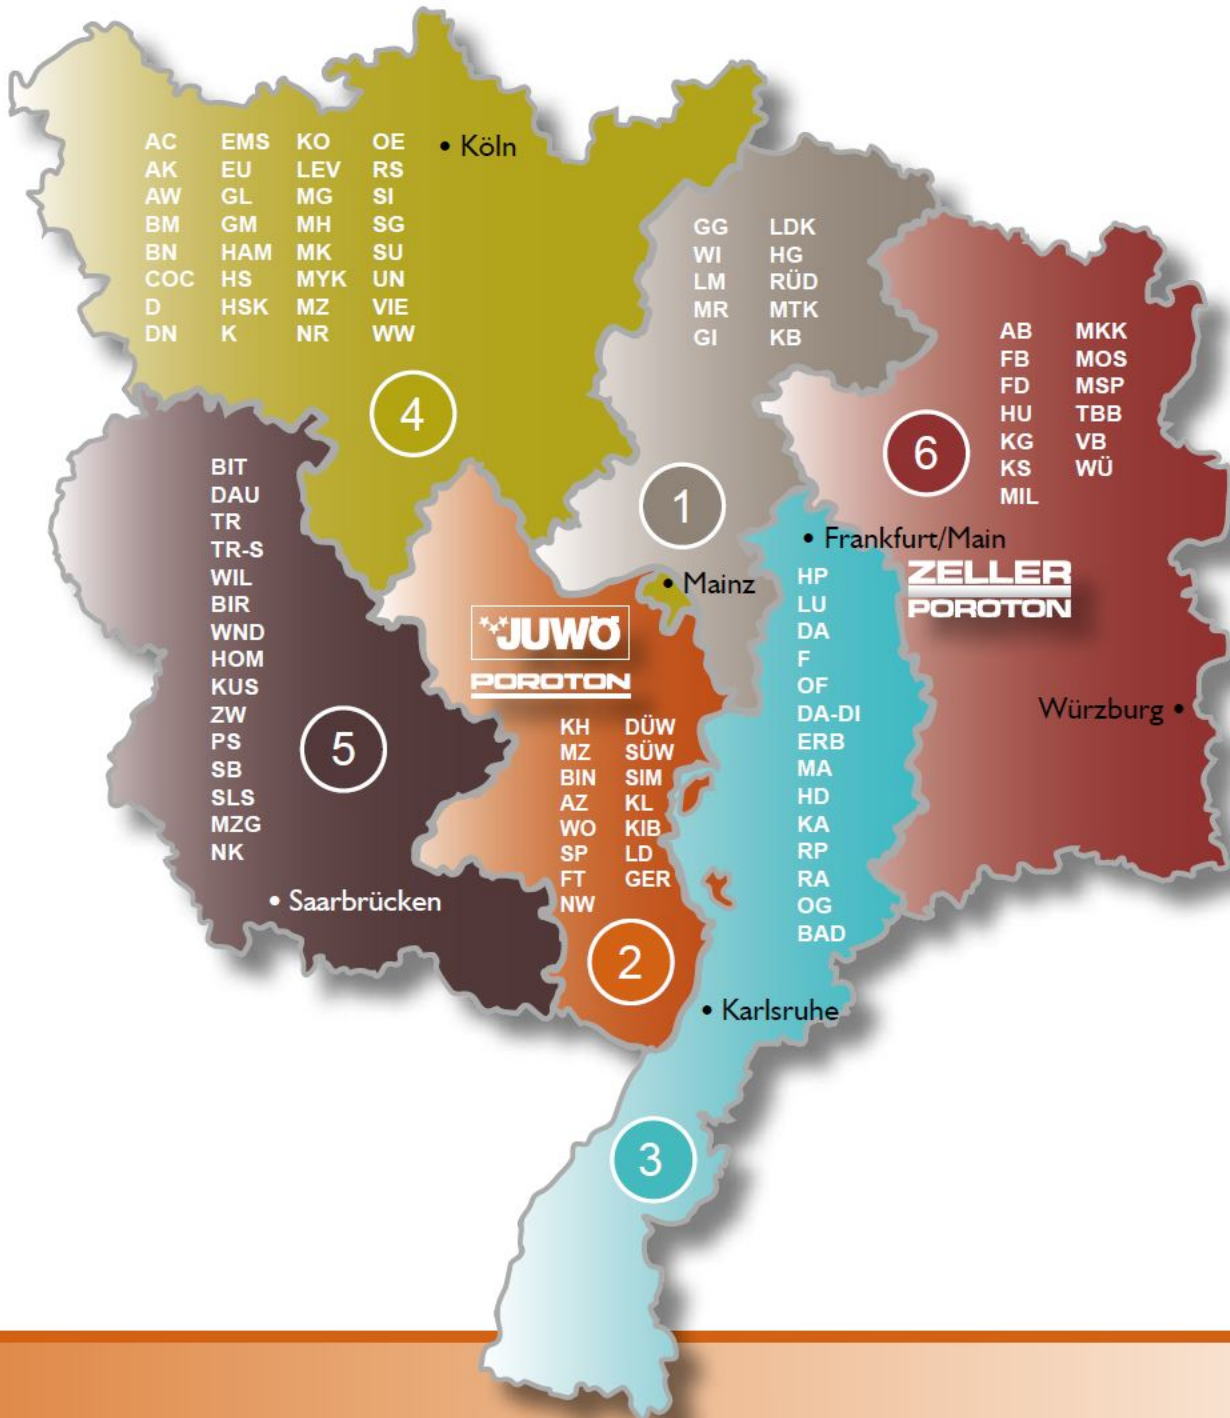 AC EMS KO OE
AK EU LEV RS
AW GL MG SI
BM GM MH SG
BN HAM MK SU
COC HS MYK UN
D HSK MZ VIE
DN K NR WW
• Köln
4
GG LDK
WI HG
LM RÜD
MR MTK
GI KB
1
AB MKK
FB MOS
FD MSP
HU TBB
KG VB
KS WÜ
MIL
6
BIT
DAU
TR
TR-S
WIL
BIR
WND
HOM
KUS
ZW
PS
SB
SLS
MZG
NK
5
• Saarbrücken
• Mainz
JUWÖ
POROTON
KH DÜW
MZ SÜW
BIN SIM
AZ KL
WO KIB
SP LD
FT GER
NW
2
• Frankfurt/Main
HP
LU
DA
F
OF
DA-DI
ERB
MA
HD
KA
RP
RA
OG
BAD
ZELLER
POROTON
Würzburg •
• Karlsruhe
3